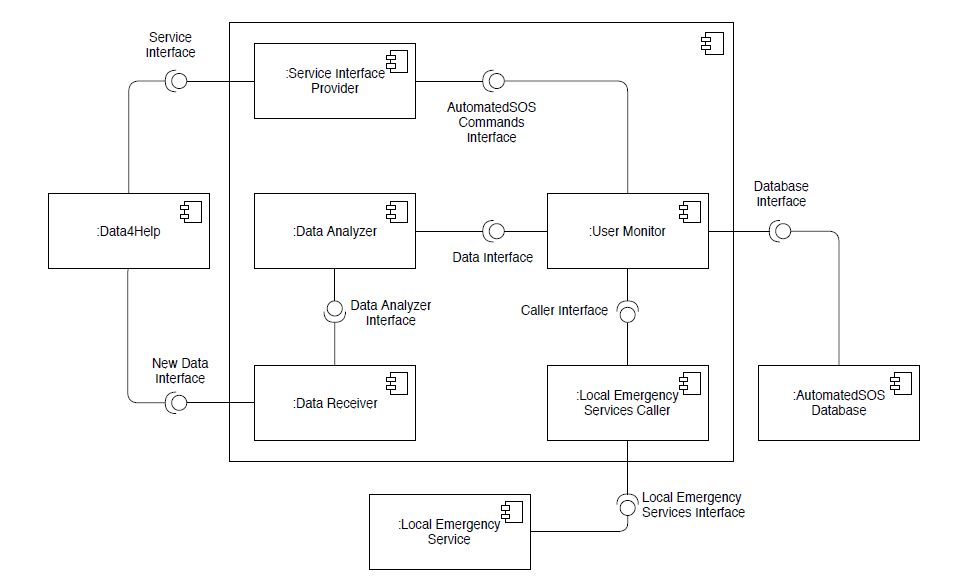 Service
Interface
:Service Interface
Provider
AutomatedSOS
Commands
Interface
Database
Interface
:Data4Help
:Data Analyzer
Data Interface
:User Monitor
Data Analyzer
Interface
Caller Interface
New Data
Interface
:Data Receiver
:Local Emergency
Services Caller
:AutomatedSOS
Database
Local Emergency
Services Interface
:Local Emergency
Service